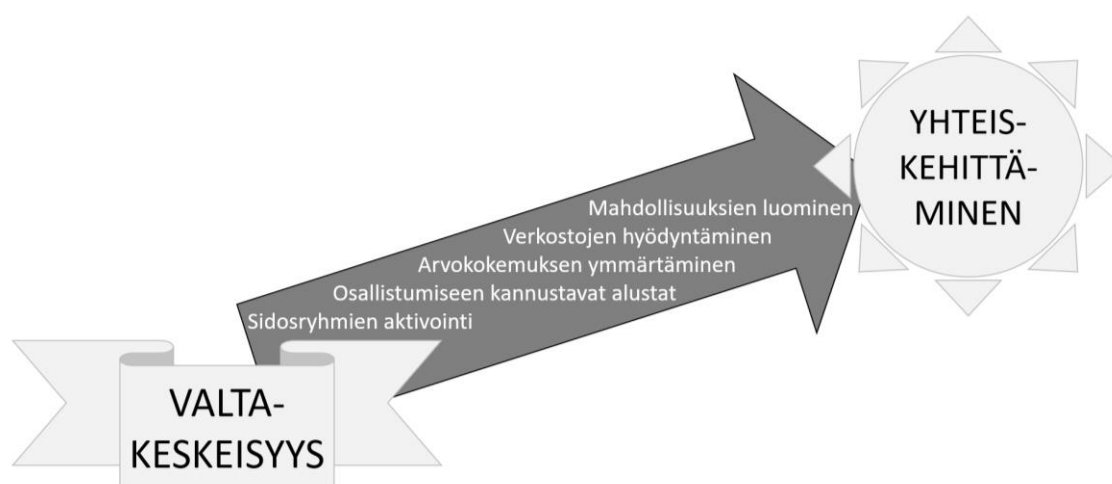 YHTEIS-
KEHITTÄ-
MINEN
Mahdollisuuksien luominen
Verkostojen hyödyntäminen
Arvokokemuksen ymmärtäminen
Osallistumiseen kannustavat alustat
Sidosryhmien aktivointi
VALTA-
KESKEISYYS